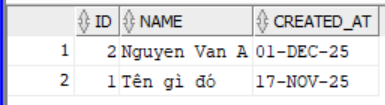 ID NAME CREATED_AT
1 2 Nguyen Van A 01-DEC-25
2 1 Tên gì đó 17-NOV-25